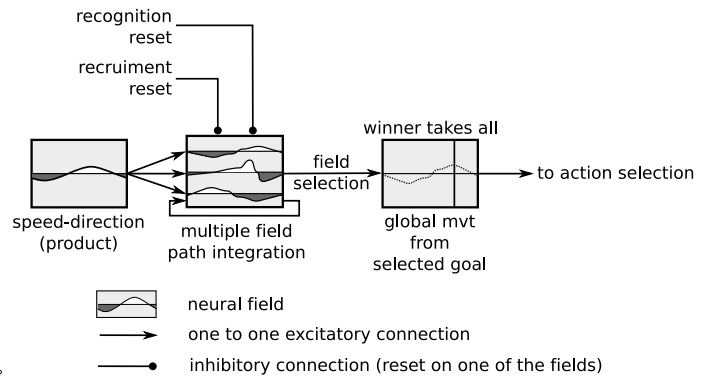 recognition
reset
recruiment
reset
winner takes all
field
selection
to action selection
speed-direction
(product)
multiple field
path integration
global mvt
from
selected goal
neural field
one to one excitatory connection
inhibitory connection (reset on one of the fields)